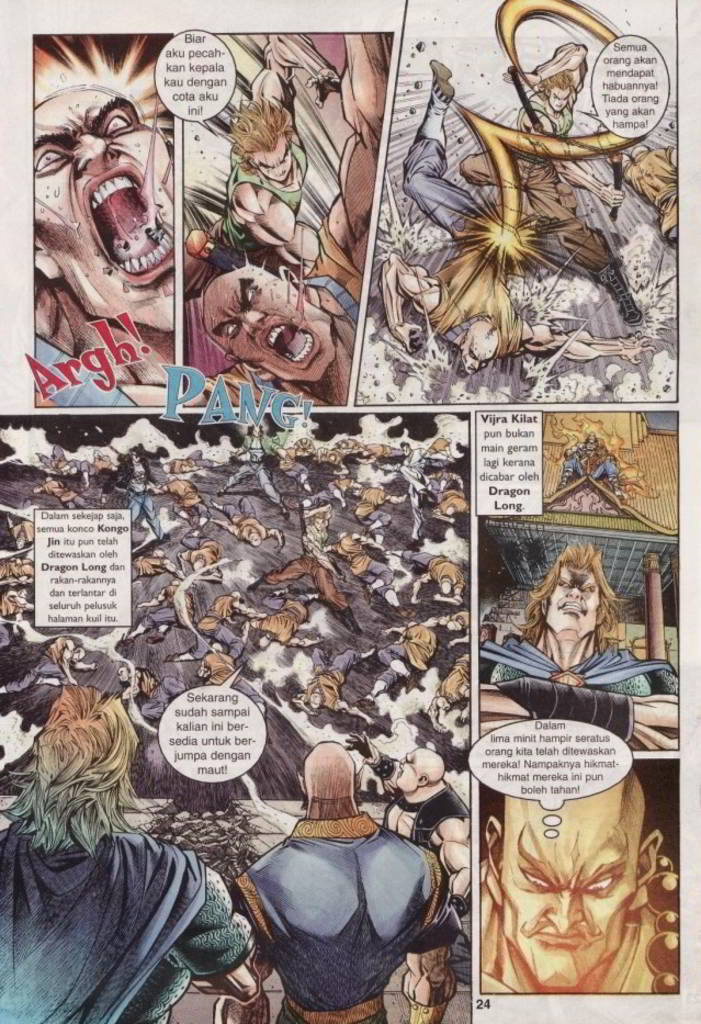 Biar
aku pecah-
kan kepala
kau dengan
cota aku
ini!
Semua
orang akan
mendapat
habuannya!
Tiada orang
yang akan
hampa!
Argh!
PANG!
Vijra Kilat
pun bukan
main geram
lagi kerana
dicabar oleh
Dragon
Long.
Dalam sekejap saja,
semua konco Kongo
Jin itu pun telah
ditewaskan oleh
Dragon Long dan
rakan-rakannya
dan terlantar di
seluruh pelusuk
halaman kuil itu.
Sekarang
sudah sampai
kalian ini ber-
sedia untuk ber-
jumpa dengan
maut!
Dalam
lima minit hampir seratus
orang kita telah ditewaskan
mereka! Nampaknya hikmat-
hikmat mereka ini pun
boleh tahan!
24